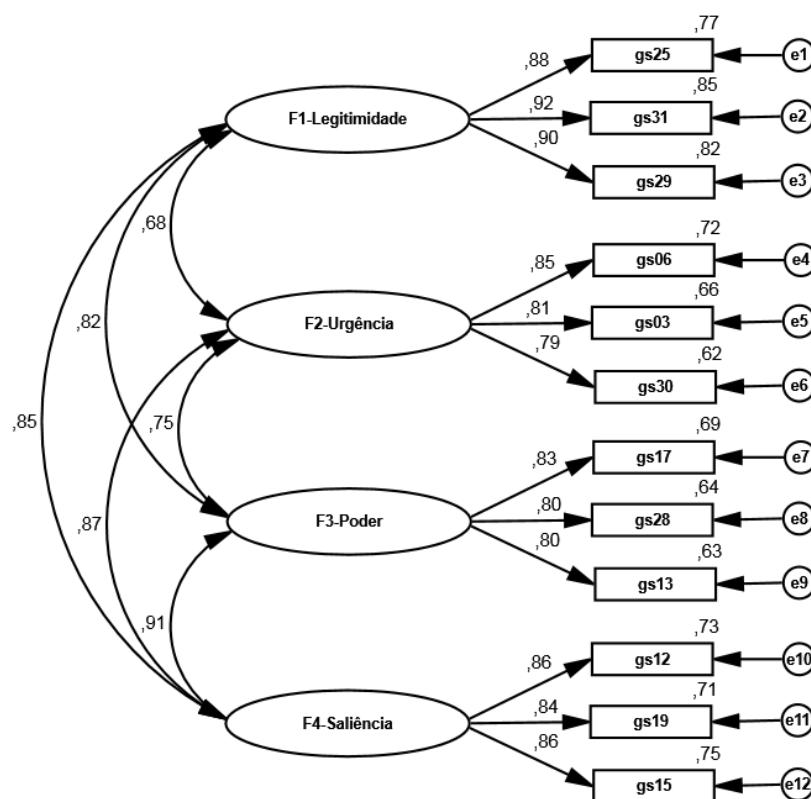 ,77
,88
gs25
e1
,85
F1-Legitimidade
,92
gs31
e2
,90
,82
gs29
e3
,68
,72
,85
gs06
e4
,66
F2-Urgência
,81
gs03
e5
,82
,79
,62
gs30
e6
,85
,75
,69
,83
gs17
e7
,64
F3-Poder
,80
gs28
e8
,87
,80
,63
gs13
e9
,91
,73
,86
gs12
e10
,71
F4-Saliência
,84
gs19
e11
,86
,75
gs15
e12